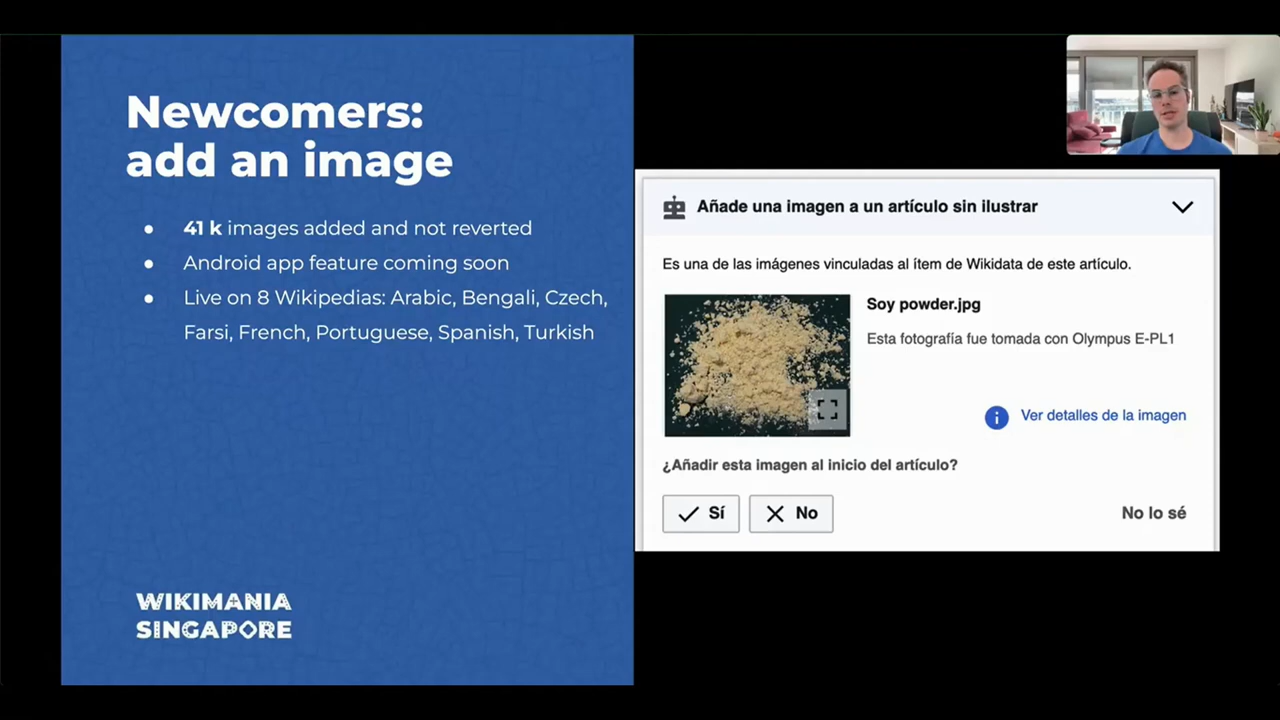 Newcomers:
add an image
● 41 k images added and not reverted
● Android app feature coming soon
● Live on 8 Wikipedias: Arabic, Bengali, Czech,
Farsi, French, Portuguese, Spanish, Turkish
WIKIMANIA
SINGAPORE
Añade una imagen a un artículo sin ilustrar
Es una de las imágenes vinculadas al ítem de Wikidata de este artículo.
Soy powder.jpg
Esta fotografía fue tomada con Olympus E-PL1
Ver detalles de la imagen
¿Añadir esta imagen al inicio del artículo?
Sí No No lo sé